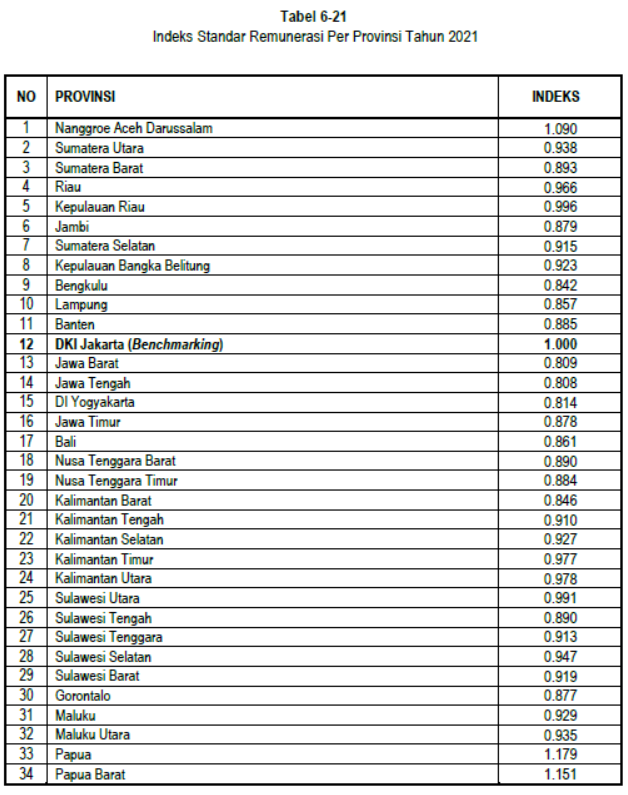 Tabel 6-21
Indeks Standar Remunerasi Per Provinsi Tahun 2021
NO PROVINSI INDEKS
1 Nanggroe Aceh Darussalam 1.090
2 Sumatera Utara 0.938
3 Sumatera Barat 0.893
4 Riau 0.966
5 Kepulauan Riau 0.996
6 Jambi 0.879
7 Sumatera Selatan 0.915
8 Kepulauan Bangka Belitung 0.923
9 Bengkulu 0.842
10 Lampung 0.857
11 Banten 0.885
12 DKI Jakarta (Benchmarking) 1.000
13 Jawa Barat 0.809
14 Jawa Tengah 0.808
15 DI Yogyakarta 0.814
16 Jawa Timur 0.878
17 Bali 0.861
18 Nusa Tenggara Barat 0.890
19 Nusa Tenggara Timur 0.884
20 Kalimantan Barat 0.846
21 Kalimantan Tengah 0.910
22 Kalimantan Selatan 0.927
23 Kalimantan Timur 0.977
24 Kalimantan Utara 0.978
25 Sulawesi Utara 0.991
26 Sulawesi Tengah 0.890
27 Sulawesi Tenggara 0.913
28 Sulawesi Selatan 0.947
29 Sulawesi Barat 0.919
30 Gorontalo 0.877
31 Maluku 0.929
32 Maluku Utara 0.935
33 Papua 1.179
34 Papua Barat 1.151